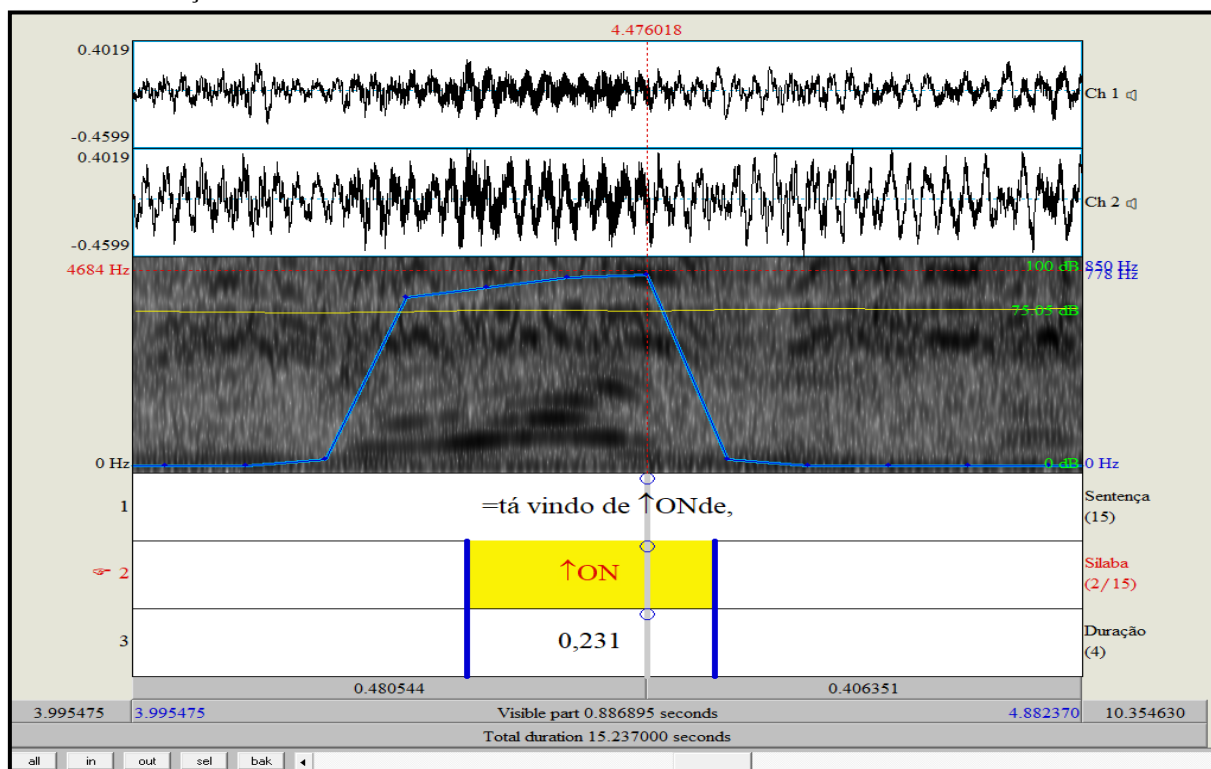 4.476018
0.4019
-0.4599
Ch 1
0.4019
-0.4599
Ch 2
4684 Hz
100 dB
850 Hz
778 Hz
75.05 dB
0 Hz
0 dB
0 Hz
1
=tá vindo de ↑ONde,
Sentença
(15)
☞ 2
↑ON
Sílaba
(2/15)
3
0,231
Duração
(4)
0.480544
0.406351
3.995475
3.995475
Visible part 0.886895 seconds
4.882370
10.354630
Total duration 15.237000 seconds
all in out sel bak